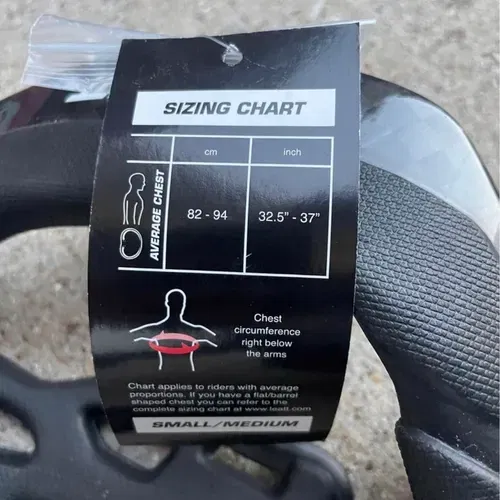 SIZING CHART
cm inch
AVERAGE CHEST
82 - 94 32.5" - 37"
Chest
circumference
right below
the arms
Chart applies to riders with average
proportions. If you have a flat/barrel
shaped chest you can refer to the
complete sizing chart at www.leatt.com
SMALL/MEDIUM